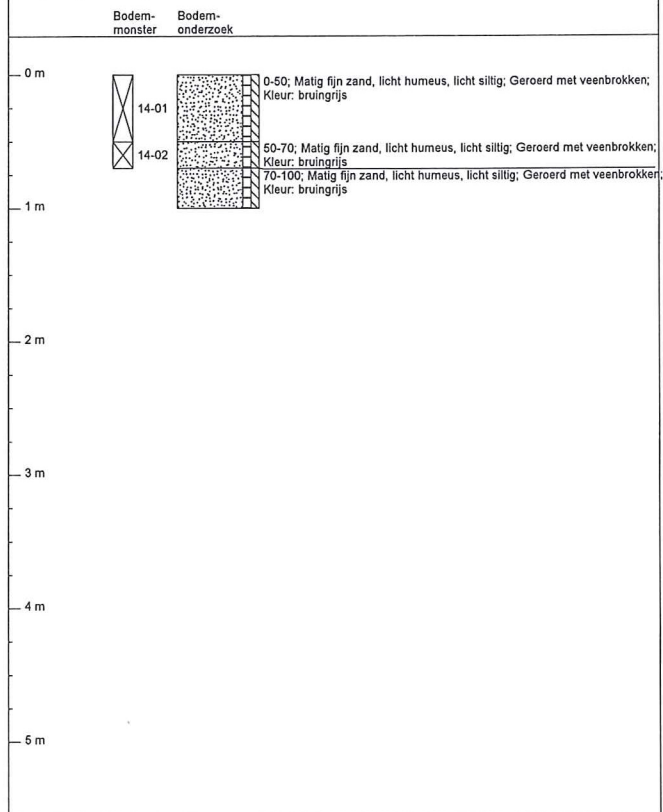 Bodem- Bodem-
monster onderzoek
0 m
0-50; Matig fijn zand, licht humeus, licht siltig; Geroerd met veenbrokken;
Kleur: bruingrijs
14-01
50-70; Matig fijn zand, licht humeus, licht siltig; Geroerd met veenbrokken;
14-02
Kleur: bruingrijs
70-100; Matig fijn zand, licht humeus, licht siltig; Geroerd met veenbrokken;
Kleur: bruingrijs
1 m
2 m
3 m
4 m
5 m